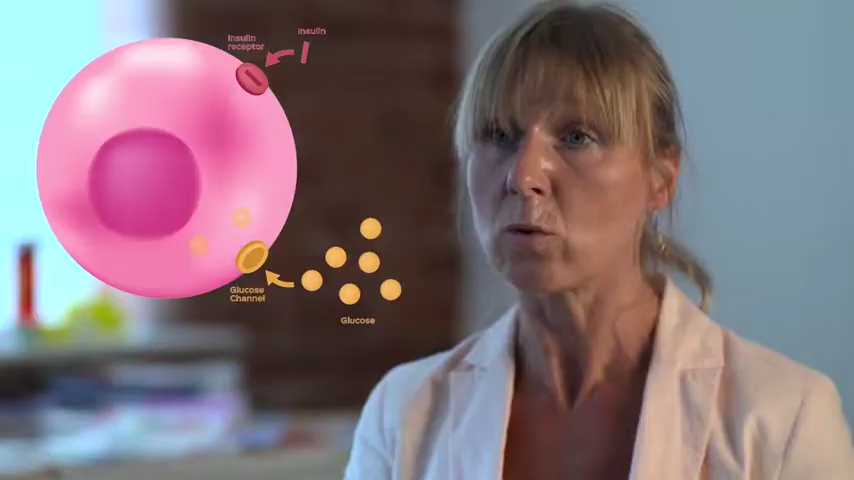 Insulin
Insulin
receptor
Glucose
Channel
Glucose